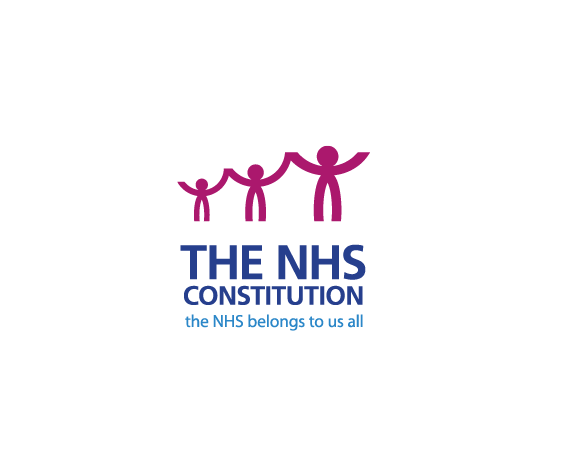 THE NHS
CONSTITUTION
the NHS belongs to us all